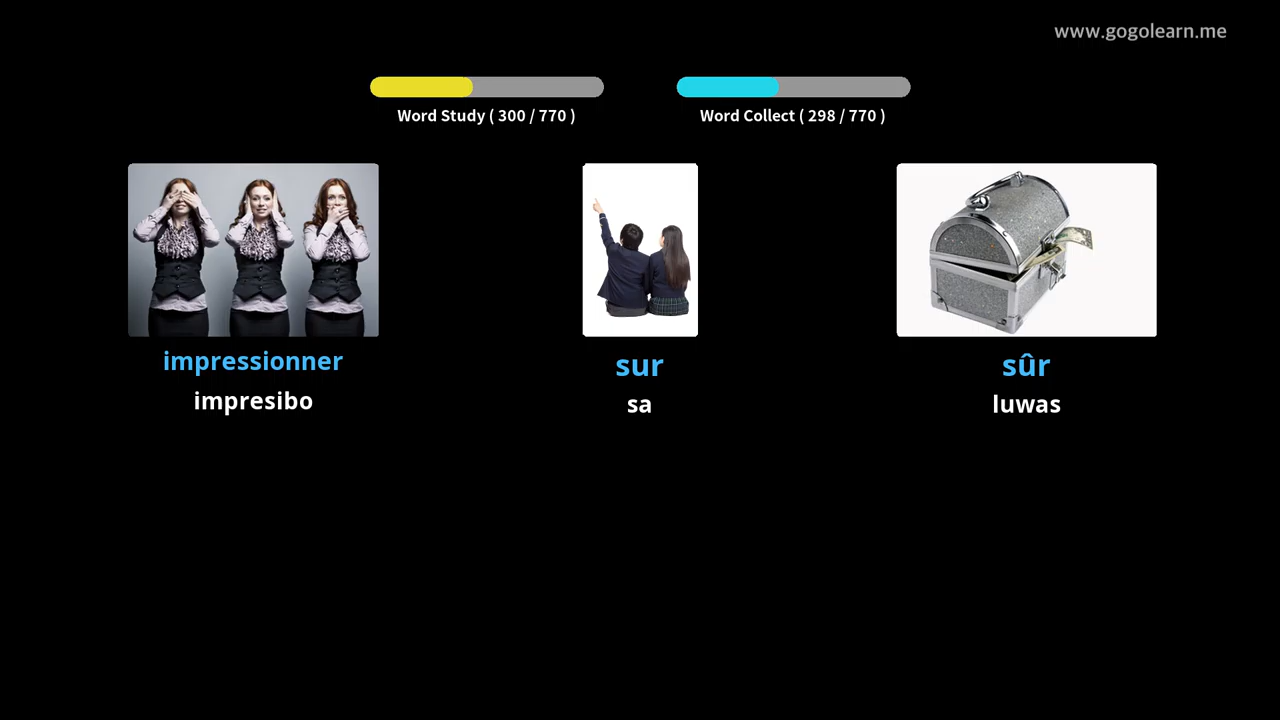 www.gogolearn.me
Word Study ( 300 / 770 )
Word Collect ( 298 / 770 )
impressionner
impresibo
sur
sa
sûr
luwas